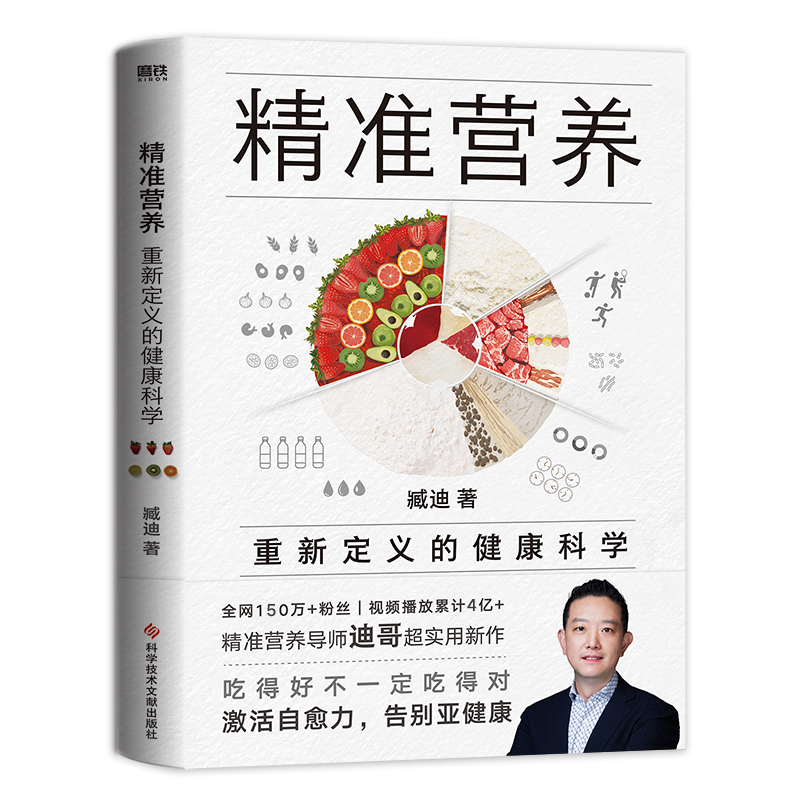 磨铁
XIRON
精准营养
重新定义的健康科学
臧迪 著
科学技术文献出版社
精准营养
臧迪 著
重新定义的健康科学
全网150万+粉丝|视频播放累计4亿+
精准营养导师迪哥超实用新作
吃得好不一定吃得对
激活自愈力，告别亚健康